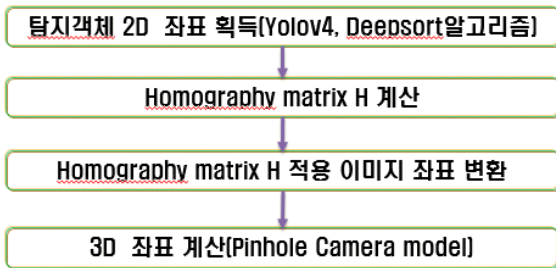 탐지객체 2D 좌표 획득(Yolov4, Deepsort알고리즘)
Homography matrix H 계산
Homography matrix H 적용 이미지 좌표 변환
3D 좌표 계산(Pinhole Camera model)